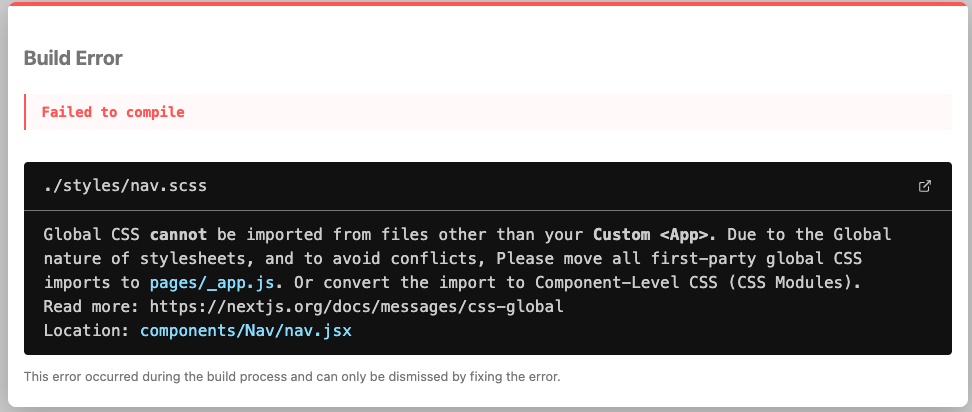 Build Error
Failed to compile
./styles/nav.scss
Global CSS cannot be imported from files other than your Custom <App>. Due to the Global
nature of stylesheets, and to avoid conflicts, Please move all first-party global CSS
imports to pages/_app.js. Or convert the import to Component-Level CSS (CSS Modules).
Read more: https://nextjs.org/docs/messages/css-global
Location: components/Nav/nav.jsx
This error occurred during the build process and can only be dismissed by fixing the error.